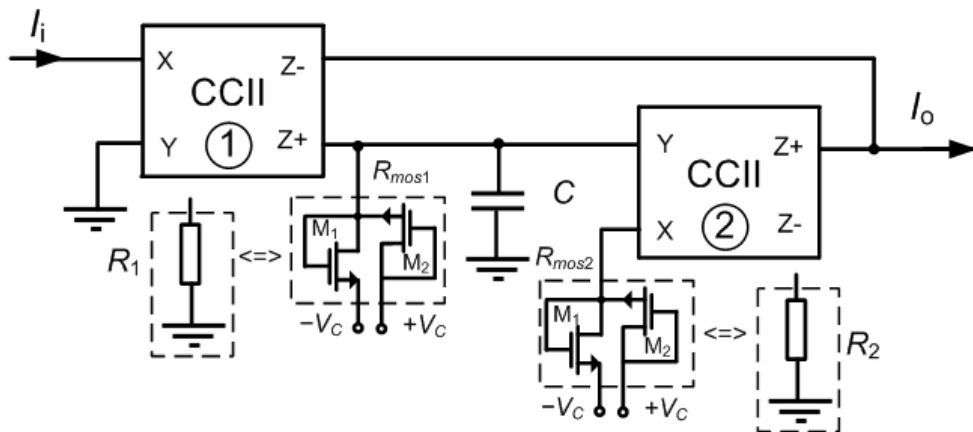 Ii
X
Z-
CCII
1
Y
Z+
Io
Y
Z+
CCII
2
X
Z-
Rmos1
C
R1
<=>
M1
M2
−VC
+VC
Rmos2
M1
M2
<=>
R2
−VC
+VC